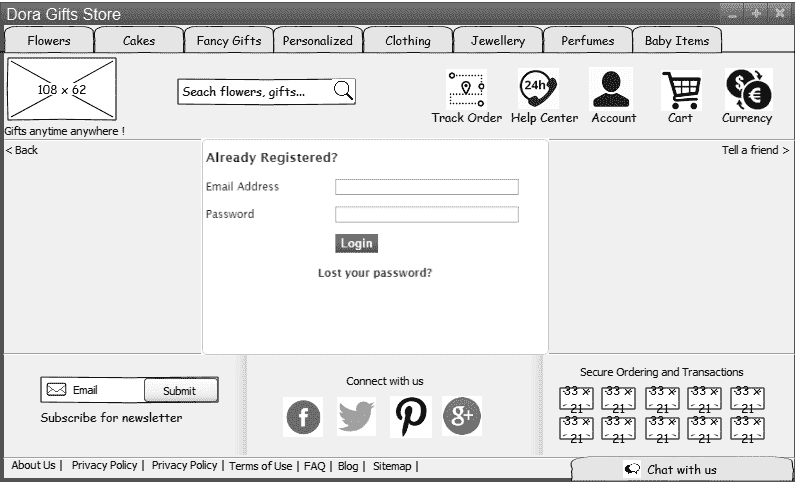 Dora Gifts Store
Flowers Cakes Fancy Gifts Personalized Clothing Jewellery Perfumes Baby Items
108 x 62
Seach flowers, gifts...
24h
$ €
Track Order Help Center Account Cart Currency
Gifts anytime anywhere !
< Back
Tell a friend >
Already Registered?
Email Address
Password
Login
Lost your password?
Email Submit
Subscribe for newsletter
Connect with us
f
g+
Secure Ordering and Transactions
33 x 33 x 33 x 33 x 33 x
21 21 21 21 21
33 x 33 x 33 x 33 x 33 x
21 21 21 21 21
About Us | Privacy Policy | Privacy Policy | Terms of Use | FAQ | Blog | Sitemap |
Chat with us